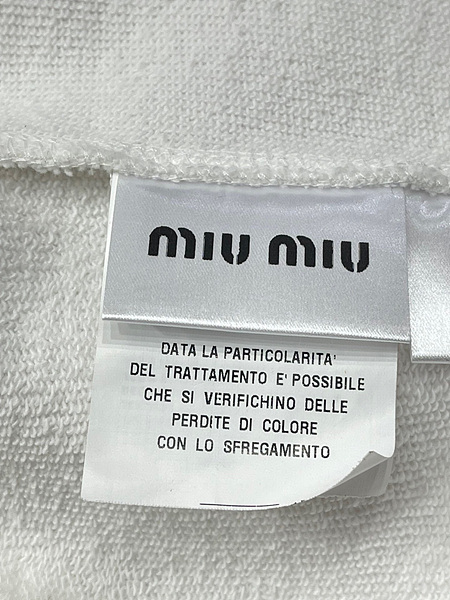 miu miu
DATA LA PARTICOLARITA'
DEL TRATTAMENTO E' POSSIBILE
CHE SI VERIFICHINO DELLE
PERDITE DI COLORE
CON LO SFREGAMENTO